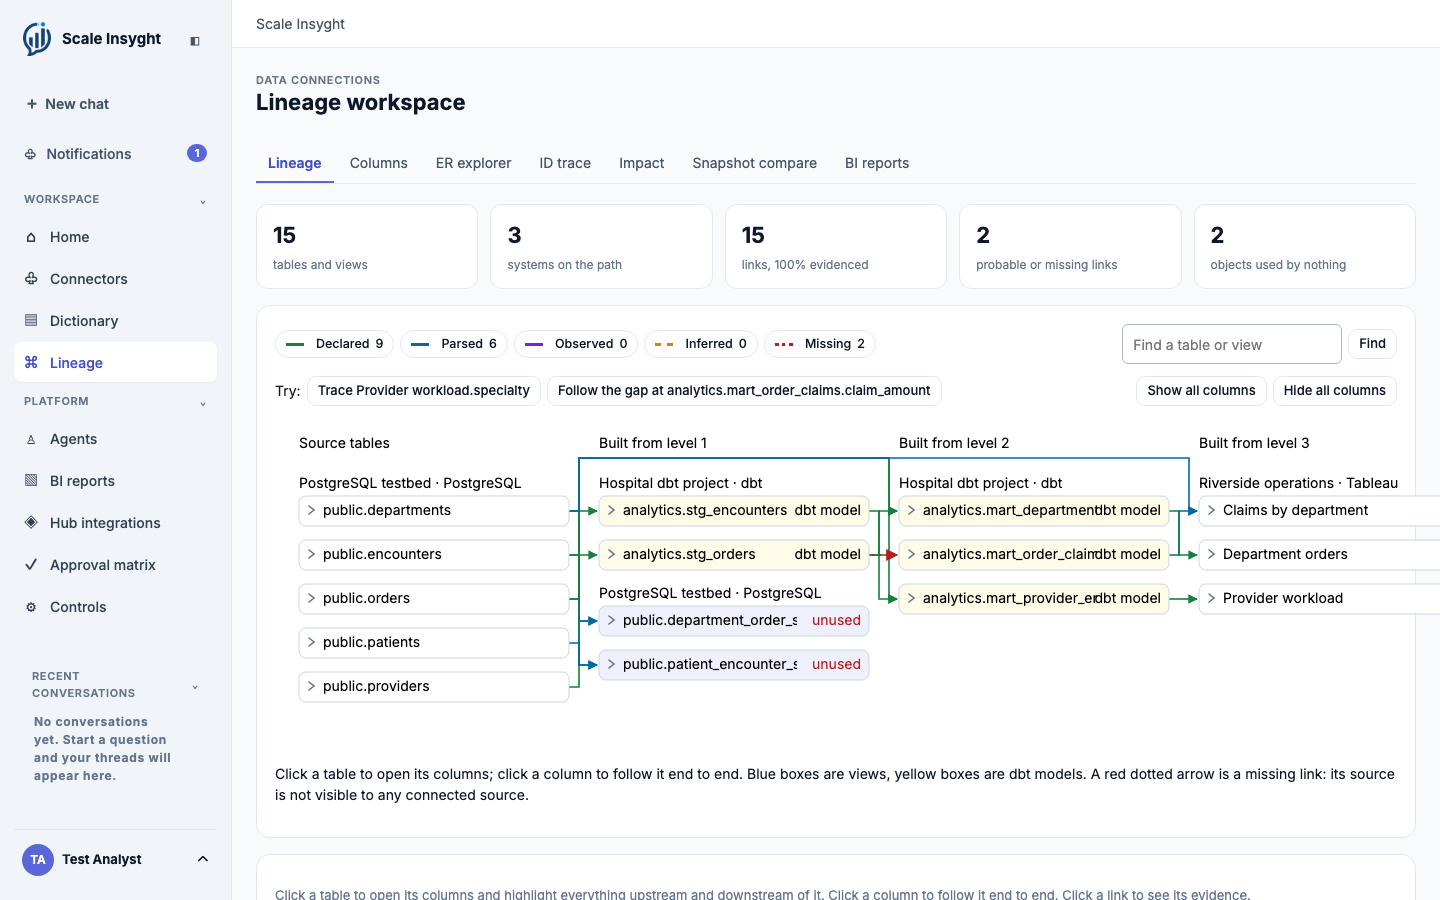 Scale Insyght
New chat
Notifications 1
WORKSPACE
Home
Connectors
Dictionary
Lineage
PLATFORM
Agents
BI reports
Hub integrations
Approval matrix
Controls
RECENT
CONVERSATIONS
No conversations
yet. Start a question
and your threads will
appear here.
TA Test Analyst
Scale Insyght
DATA CONNECTIONS
Lineage workspace
Lineage Columns ER explorer ID trace Impact Snapshot compare BI reports
15
tables and views
3
systems on the path
15
links, 100% evidenced
2
probable or missing links
2
objects used by nothing
Declared 9 Parsed 6 Observed 0 Inferred 0 Missing 2 Find a table or view Find
Try: Trace Provider workload.specialty Follow the gap at analytics.mart_order_claims.claim_amount Show all columns Hide all columns
Source tables
PostgreSQL testbed · PostgreSQL
public.departments
public.encounters
public.orders
public.patients
public.providers
Built from level 1
Hospital dbt project · dbt
analytics.stg_encounters dbt model
analytics.stg_orders dbt model
PostgreSQL testbed · PostgreSQL
public.department_order_s unused
public.patient_encounter_s unused
Built from level 2
Hospital dbt project · dbt
analytics.mart_department dbt model
analytics.mart_order_claim dbt model
analytics.mart_provider_en dbt model
Built from level 3
Riverside operations · Tableau
Claims by department
Department orders
Provider workload
Click a table to open its columns; click a column to follow it end to end. Blue boxes are views, yellow boxes are dbt models. A red dotted arrow is a missing link: its source
is not visible to any connected source.
Click a table to open its columns and highlight everything upstream and downstream of it. Click a column to follow it end to end. Click a link to see its evidence.